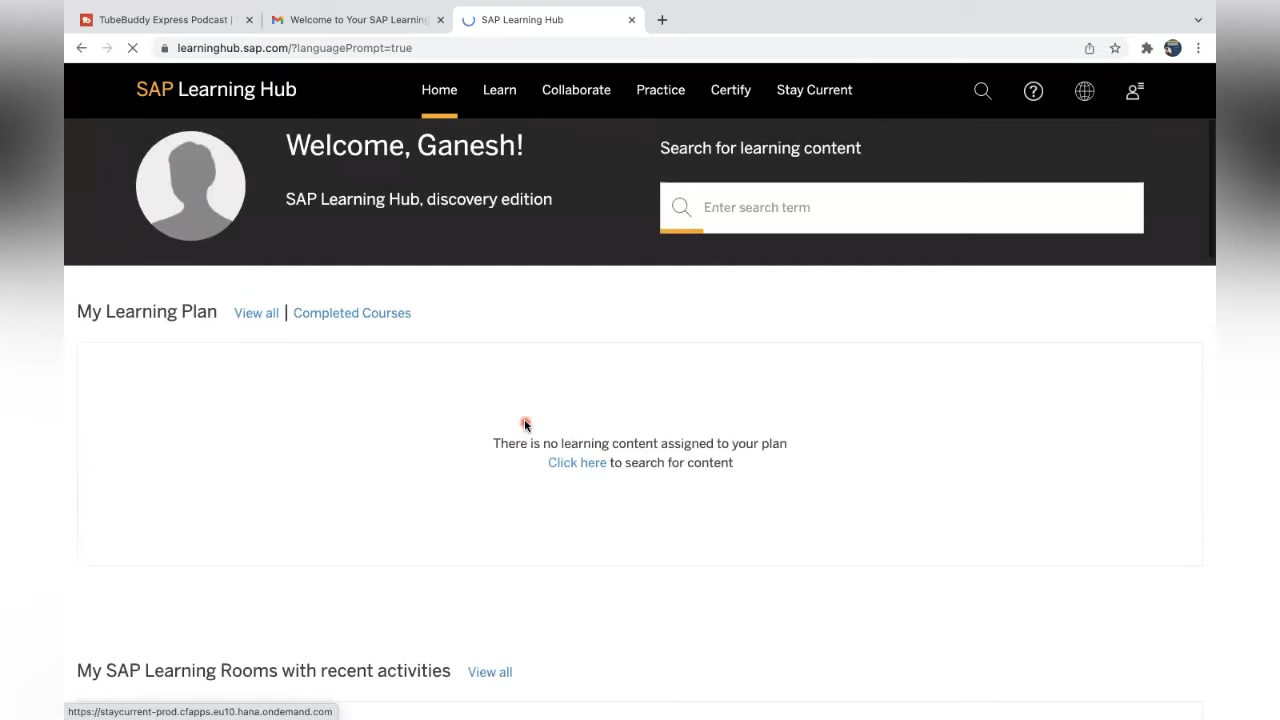 TubeBuddy Express Podcast |
Welcome to Your SAP Learning
SAP Learning Hub
learninghub.sap.com/?languagePrompt=true
SAP Learning Hub
Home
Learn
Collaborate
Practice
Certify
Stay Current
Welcome, Ganesh!
Search for learning content
SAP Learning Hub, discovery edition
Enter search term
My Learning Plan View all | Completed Courses
There is no learning content assigned to your plan
Click here to search for content
My SAP Learning Rooms with recent activities View all
https://staycurrent-prod.cfapps.eu10.hana.ondemand.com